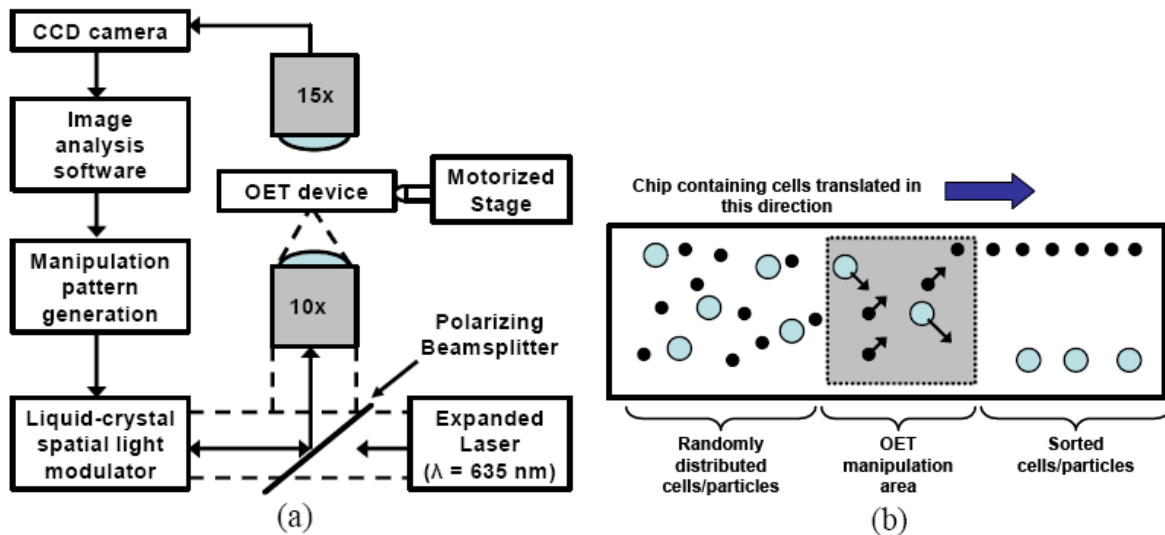 CCD camera
Image
analysis
software
Manipulation
pattern
generation
Liquid-crystal
spatial light
modulator
15x
OET device
Motorized
Stage
10x
Polarizing
Beamsplitter
Expanded
Laser
(λ = 635 nm)
(a)
Chip containing cells translated in
this direction
Randomly
distributed
cells/particles
OET
manipulation
area
Sorted
cells/particles
(b)